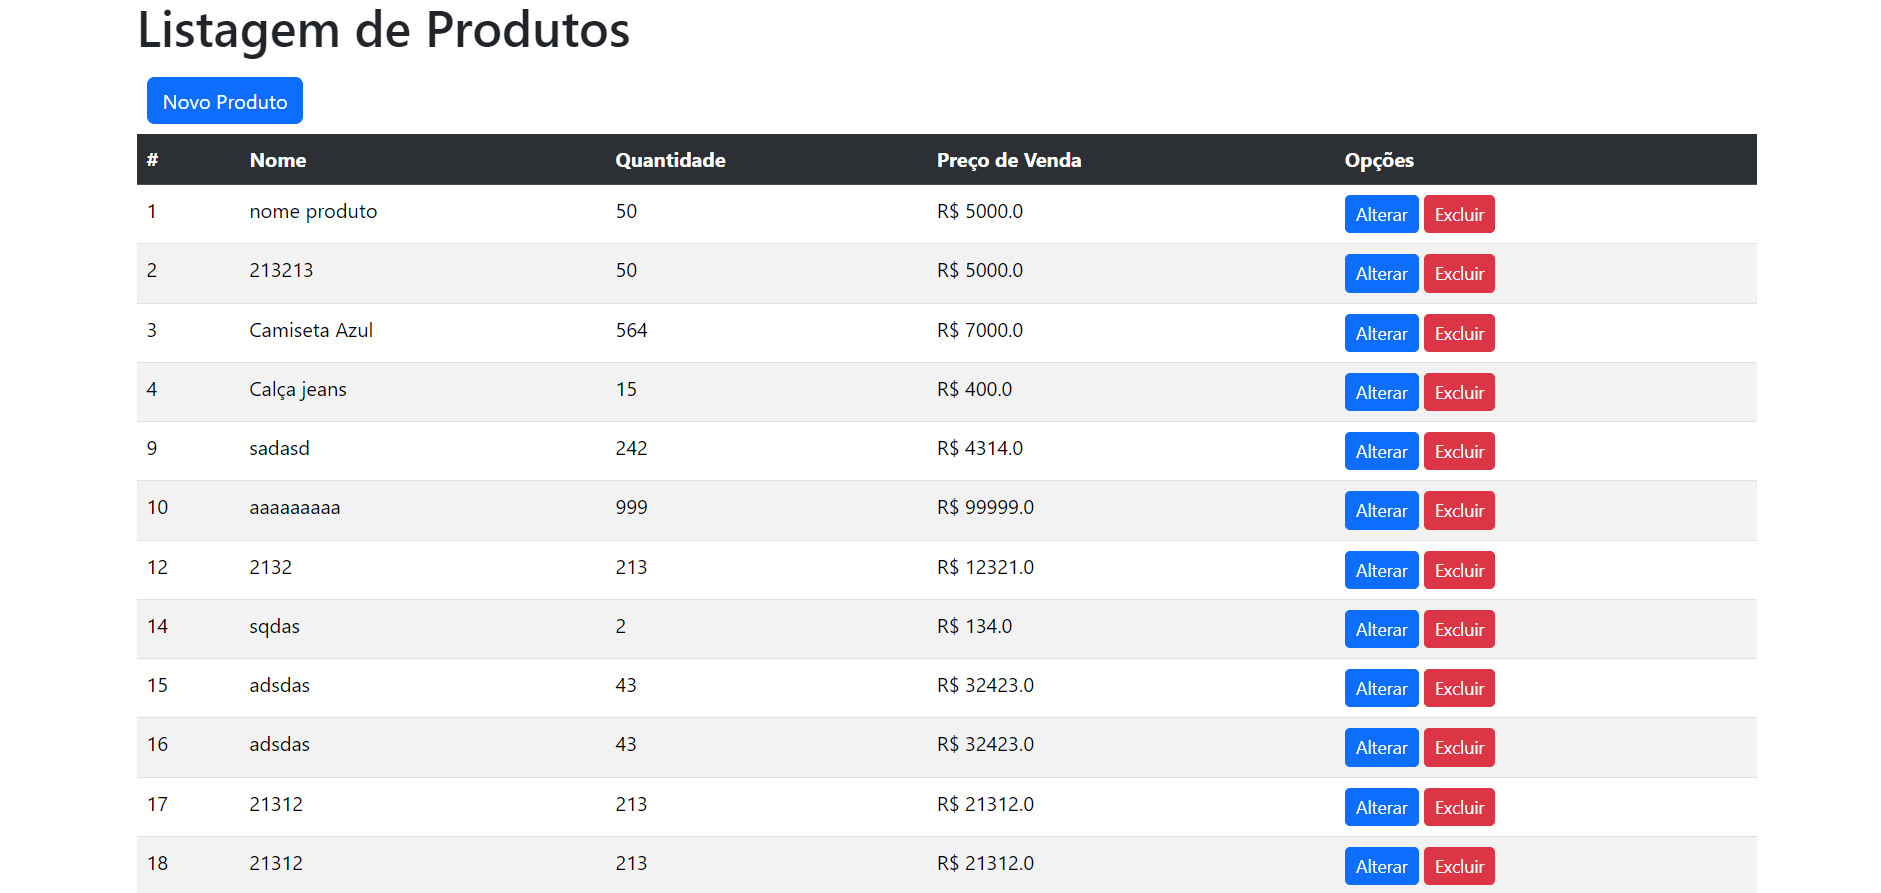 Listagem de Produtos
Novo Produto
# Nome Quantidade Preço de Venda Opções
1 nome produto 50 R$ 5000.0 Alterar Excluir
2 213213 50 R$ 5000.0 Alterar Excluir
3 Camiseta Azul 564 R$ 7000.0 Alterar Excluir
4 Calça jeans 15 R$ 400.0 Alterar Excluir
9 sadasd 242 R$ 4314.0 Alterar Excluir
10 aaaaaaaaa 999 R$ 99999.0 Alterar Excluir
12 2132 213 R$ 12321.0 Alterar Excluir
14 sqdas 2 R$ 134.0 Alterar Excluir
15 adsdas 43 R$ 32423.0 Alterar Excluir
16 adsdas 43 R$ 32423.0 Alterar Excluir
17 21312 213 R$ 21312.0 Alterar Excluir
18 21312 213 R$ 21312.0 Alterar Excluir